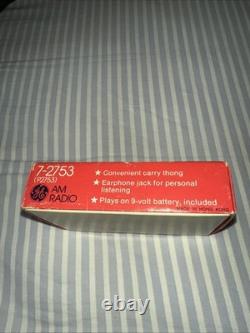 7-2753
(P2753)
GE AM
RADIO
★ Convenient carry thong
★ Earphone jack for personal
listening
★ Plays on 9-volt battery, included
MADE IN HONG KONG